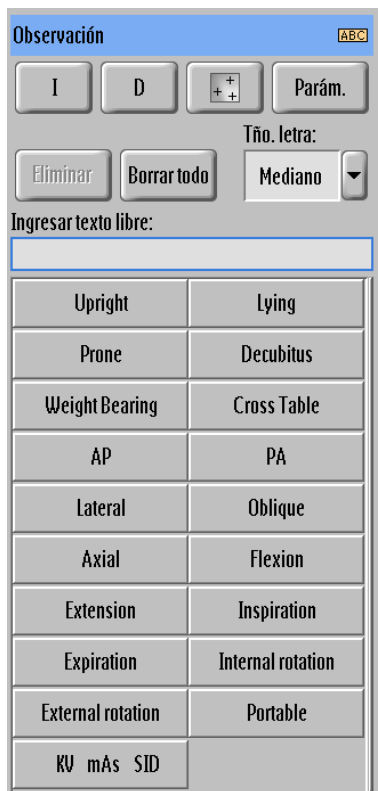 Observación ABC
I D Parám.
Tño. letra:
Eliminar Borrar todo Mediano
Ingresar texto libre:
Upright Lying
Prone Decubitus
Weight Bearing Cross Table
AP PA
Lateral Oblique
Axial Flexion
Extension Inspiration
Expiration Internal rotation
External rotation Portable
KV mAs SID